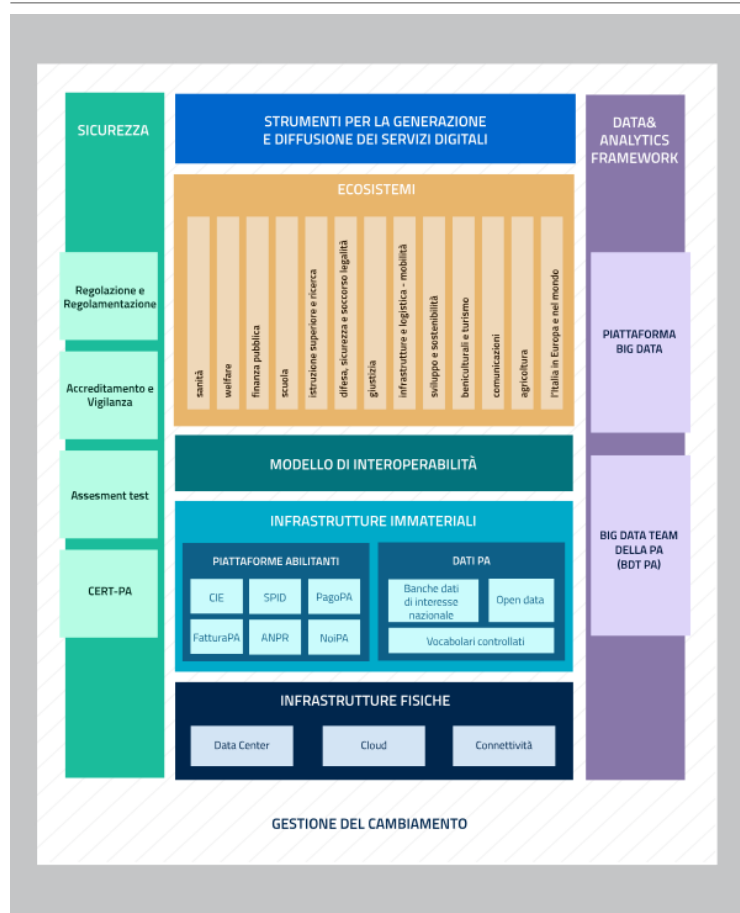 SICUREZZA
Regolazione e
Regolamentazione
Accreditamento e
Vigilanza
Assesment test
CERT-PA
STRUMENTI PER LA GENERAZIONE
E DIFFUSIONE DEI SERVIZI DIGITALI
ECOSISTEMI
sanità
welfare
finanza pubblica
scuola
istruzione superiore e ricerca
difesa, sicurezza e soccorso legalità
giustizia
infrastrutture e logistica - mobilità
sviluppo e sostenibilità
beniculturali e turismo
comunicazioni
agricoltura
l'Italia in Europa e nel mondo
MODELLO DI INTEROPERABILITÀ
INFRASTRUTTURE IMMATERIALI
PIATTAFORME ABILITANTI
CIE
SPID
PagoPA
FatturaPA
ANPR
NoiPA
DATI PA
Banche dati
di interesse
nazionale
Open data
Vocabolari controllati
INFRASTRUTTURE FISICHE
Data Center
Cloud
Connettività
DATA&
ANALYTICS
FRAMEWORK
PIATTAFORMA
BIG DATA
BIG DATA TEAM
DELLA PA
(BDT PA)
GESTIONE DEL CAMBIAMENTO